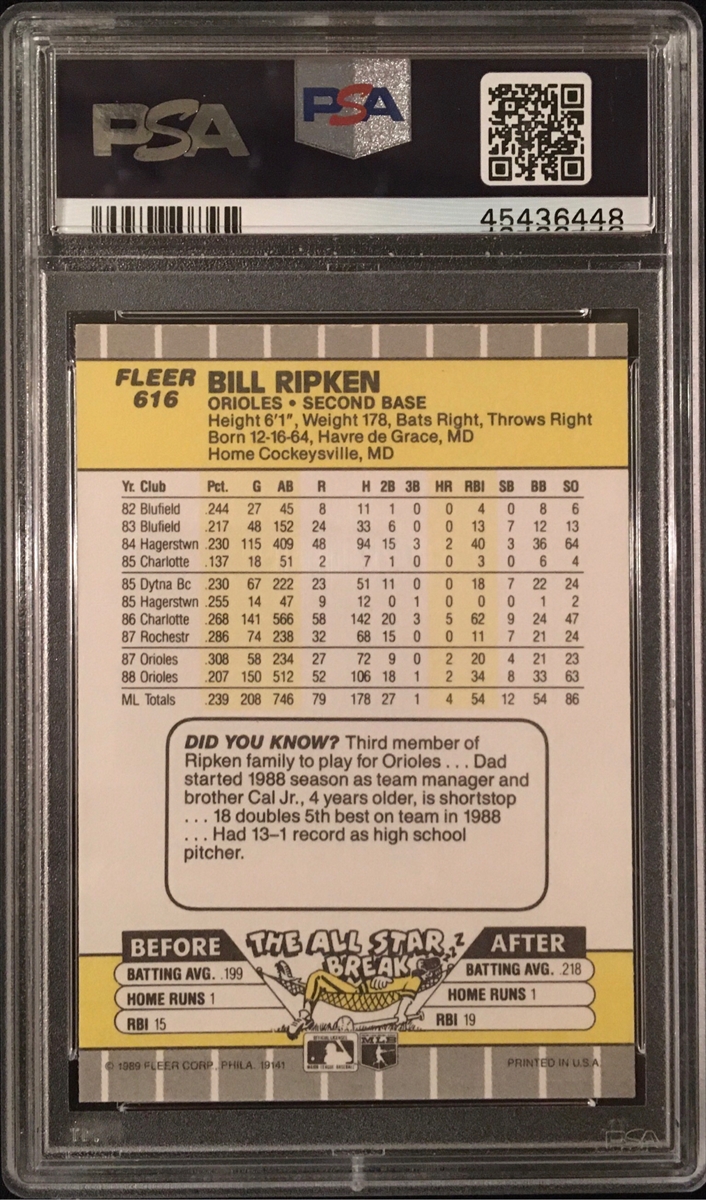 PSA
PSA
45436448
FLEER
616
BILL RIPKEN
ORIOLES • SECOND BASE
Height 6'1", Weight 178, Bats Right, Throws Right
Born 12-16-64, Havre de Grace, MD
Home Cockeysville, MD
Yr. Club Pct. G AB R H 2B 3B HR RBI SB BB SO
82 Blufield .244 27 45 8 11 1 0 0 4 0 8 6
83 Blufield .217 48 152 24 33 6 0 0 13 7 12 13
84 Hagerstwn .230 115 409 48 94 15 3 2 40 3 36 64
85 Charlotte .137 18 51 2 7 1 0 0 3 0 6 4
85 Dytna Bc .230 67 222 23 51 11 0 0 18 7 22 24
85 Hagerstwn .255 14 47 9 12 0 1 0 0 0 1 2
86 Charlotte .268 141 566 58 142 20 3 5 62 9 24 47
87 Rochestr .286 74 238 32 68 15 0 0 11 7 21 24
87 Orioles .308 58 234 27 72 9 0 2 20 4 21 23
88 Orioles .207 150 512 52 106 18 1 2 34 8 33 63
ML Totals .239 208 746 79 178 27 1 4 54 12 54 86
DID YOU KNOW? Third member of
Ripken family to play for Orioles . . . Dad
started 1988 season as team manager and
brother Cal Jr., 4 years older, is shortstop
. . . 18 doubles 5th best on team in 1988
. . . Had 13–1 record as high school
pitcher.
BEFORE THE ALL STAR BREAK AFTER
BATTING AVG. .199
HOME RUNS 1
RBI 15
BATTING AVG. .218
HOME RUNS 1
RBI 19
MLB
© 1989 FLEER CORP., PHILA. 19141
PRINTED IN U.S.A.
PSA